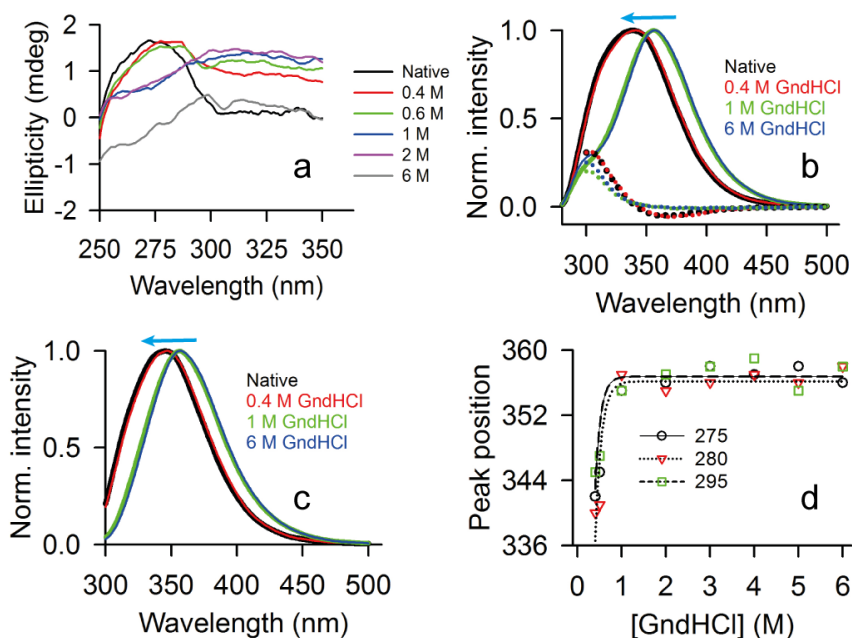 2
1
0
-1
-2
250 275 300 325 350
Ellipticity (mdeg)
Wavelength (nm)
a
Native
0.4 M
0.6 M
1 M
2 M
6 M
1.0
0.5
0.0
300 350 400 450 500
Norm. intensity
Wavelength (nm)
b
Native
0.4 M GndHCl
1 M GndHCl
6 M GndHCl
1.0
0.5
0.0
300 350 400 450 500
Norm. intensity
Wavelength (nm)
c
Native
0.4 M GndHCl
1 M GndHCl
6 M GndHCl
360
352
344
336
0 1 2 3 4 5 6
Peak position
[GndHCl] (M)
d
275
280
295